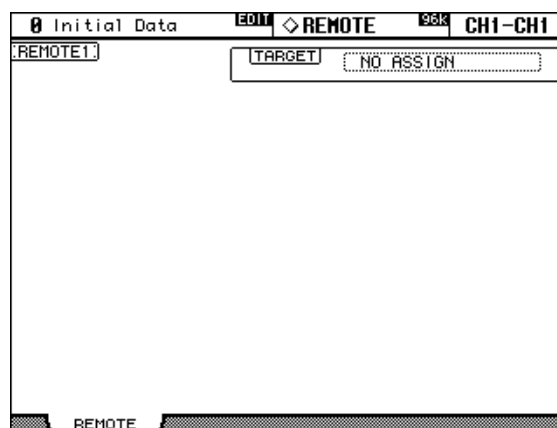 0 Initial Data EDIT ◇REMOTE 96k CH1-CH1
REMOTE1
TARGET NO ASSIGN
REMOTE